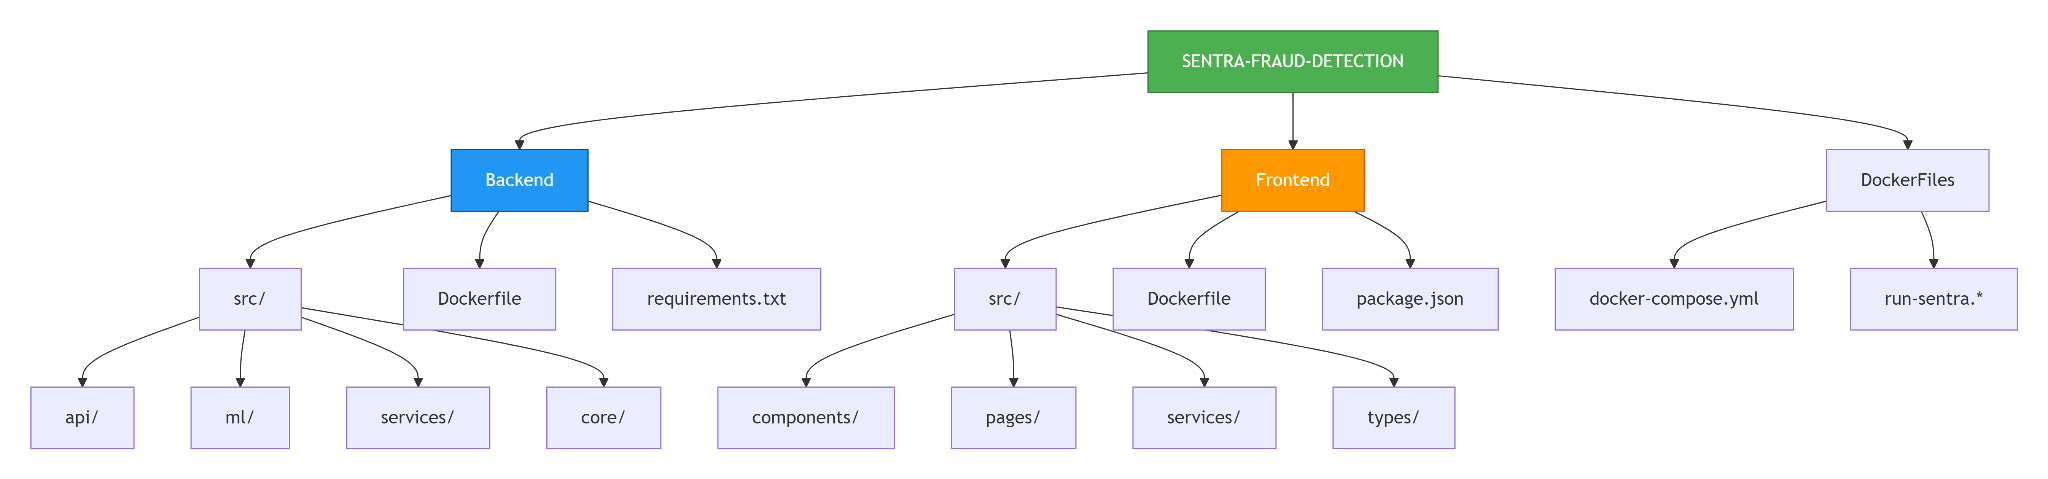 SENTRA-FRAUD-DETECTION
Backend
Frontend
DockerFiles
src/
Dockerfile
requirements.txt
src/
Dockerfile
package.json
docker-compose.yml
run-sentra.*
api/
ml/
services/
core/
components/
pages/
services/
types/